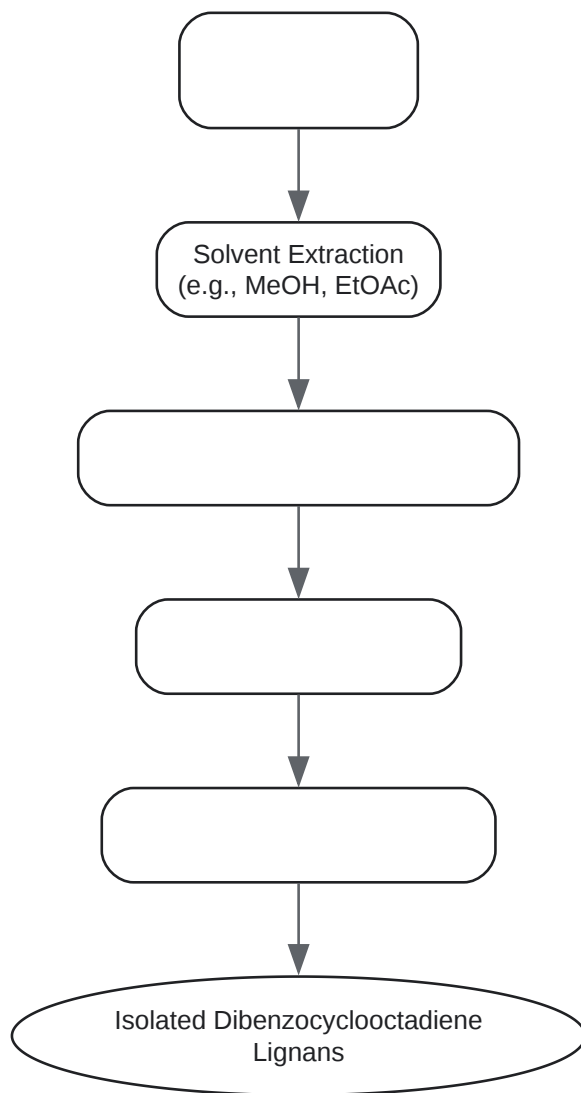 Solvent Extraction
(e.g., MeOH, EtOAc)
Isolated Dibenzocyclooctadiene
Lignans